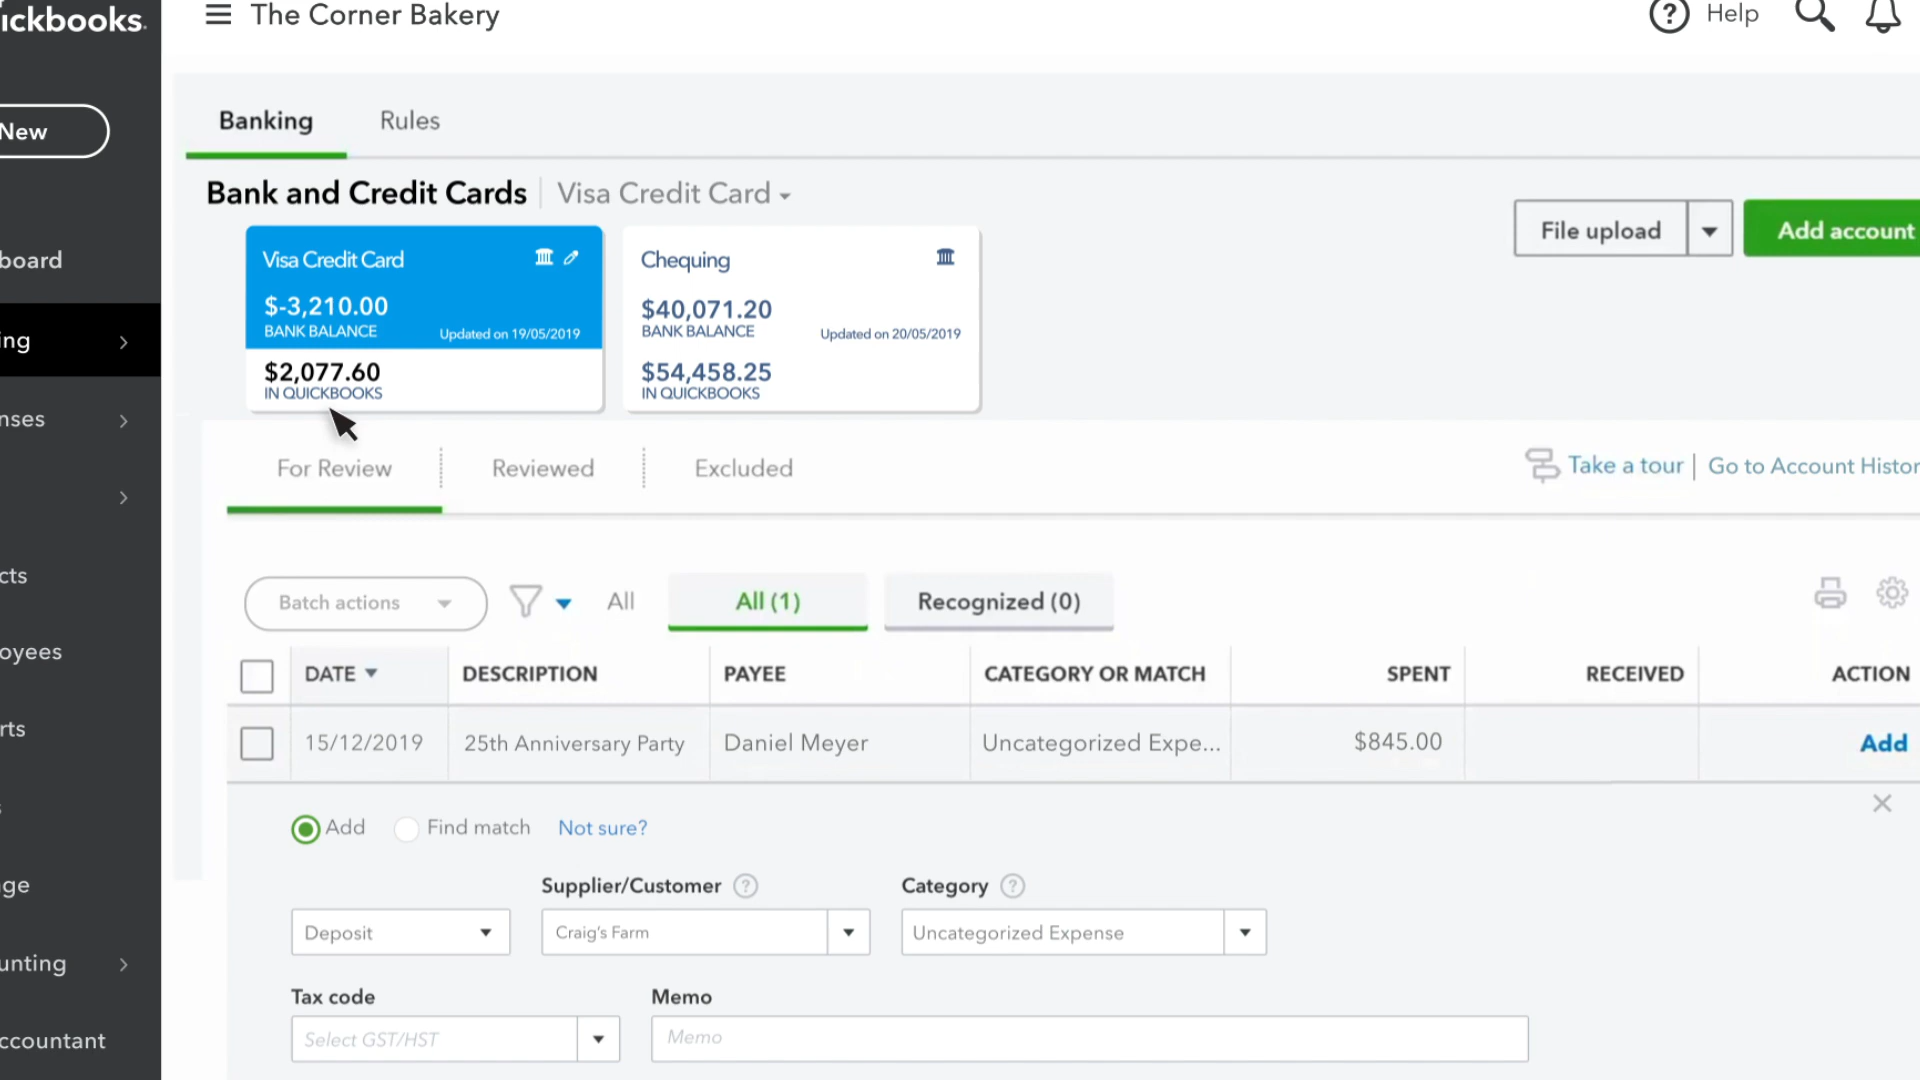 ickbooks.
The Corner Bakery
Help
New
Banking
Rules
Bank and Credit Cards
Visa Credit Card
File upload
Add account
Visa Credit Card
$-3,210.00
BANK BALANCE
Updated on 19/05/2019
$2,077.60
IN QUICKBOOKS
Chequing
$40,071.20
BANK BALANCE
Updated on 20/05/2019
$54,458.25
IN QUICKBOOKS
board
ing
nses
cts
oyees
rts
s
ge
unting
ccountant
For Review
Reviewed
Excluded
Take a tour
Go to Account Histor
Batch actions
All
All (1)
Recognized (0)
DATE
DESCRIPTION
PAYEE
CATEGORY OR MATCH
SPENT
RECEIVED
ACTION
15/12/2019
25th Anniversary Party
Daniel Meyer
Uncategorized Expe...
$845.00
Add
Add
Find match
Not sure?
Supplier/Customer ?
Category ?
Deposit
Craig's Farm
Uncategorized Expense
Tax code
Memo
Select GST/HST
Memo